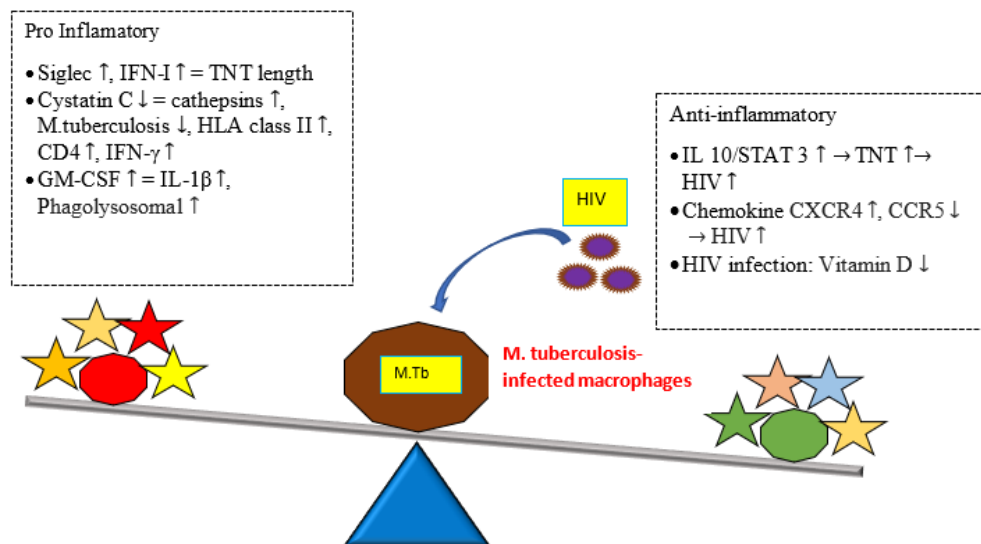 Pro Inflamatory
• Siglec ↑, IFN-I ↑ = TNT length
• Cystatin C ↓ = cathepsins ↑,
M.tuberculosis ↓, HLA class II ↑,
CD4 ↑, IFN-γ ↑
• GM-CSF ↑ = IL-1β ↑,
Phagolysosomal ↑
Anti-inflammatory
• IL 10/STAT 3 ↑ → TNT ↑→
HIV ↑
• Chemokine CXCR4 ↑, CCR5 ↓
→ HIV ↑
• HIV infection: Vitamin D ↓
HIV
M.Tb
M. tuberculosis-
infected macrophages